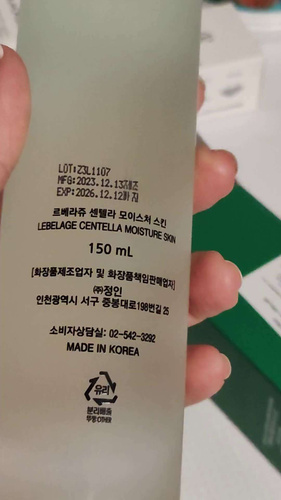 LOT:23L1107
MFG:2023.12.13제조
EXP:2026.12.12까지
르베라쥬 센텔라 모이스처 스킨
LEBELAGE CENTELLA MOISTURE SKIN
150 mL
[화장품제조업자 및 화장품책임판매업자]
㈜정인
인천광역시 서구 중봉대로198번길 25
소비자상담실: 02-542-3292
MADE IN KOREA
유리
분리배출
뚜껑:OTHER